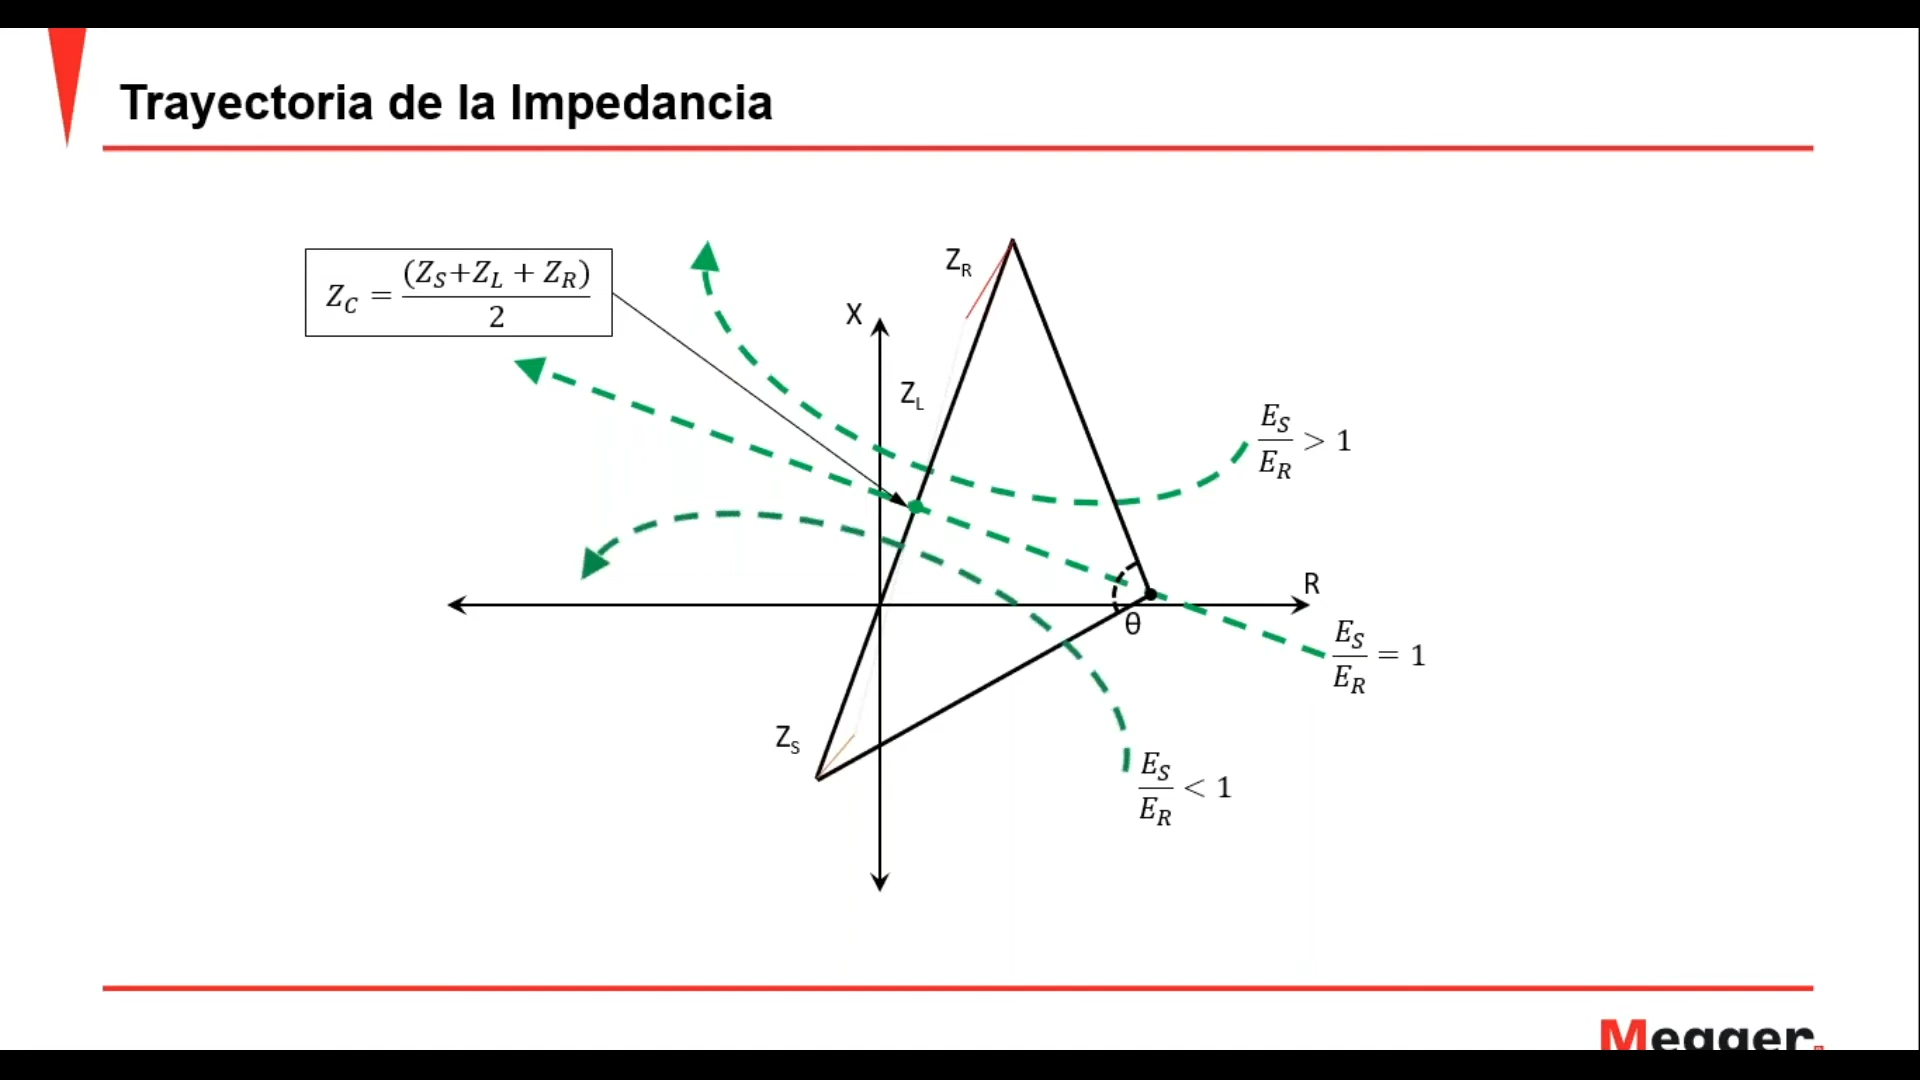 Trayectoria de la Impedancia
Z_C = (Z_S+Z_L + Z_R) / 2
Z_R
X
Z_L
E_S / E_R > 1
R
θ
E_S / E_R = 1
Z_S
E_S / E_R < 1
Megger.